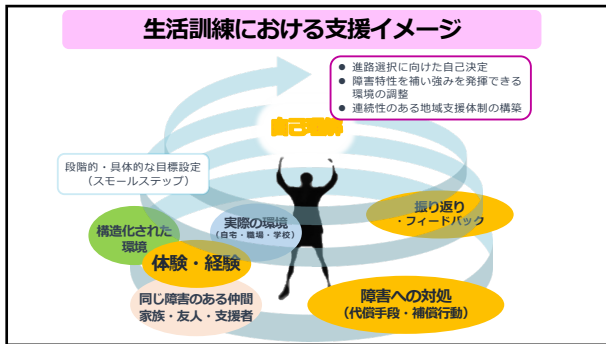 生活訓練における支援イメージ
● 進路選択に向けた自己決定
● 障害特性を補い強みを発揮できる
環境の調整
● 連続性のある地域支援体制の構築
自己理解
段階的・具体的な目標設定
（スモールステップ）
構造化された
環境
実際の環境
（自宅・職場・学校）
振り返り
・フィードバック
体験・経験
同じ障害のある仲間
家族・友人・支援者
障害への対処
（代償手段・補償行動）